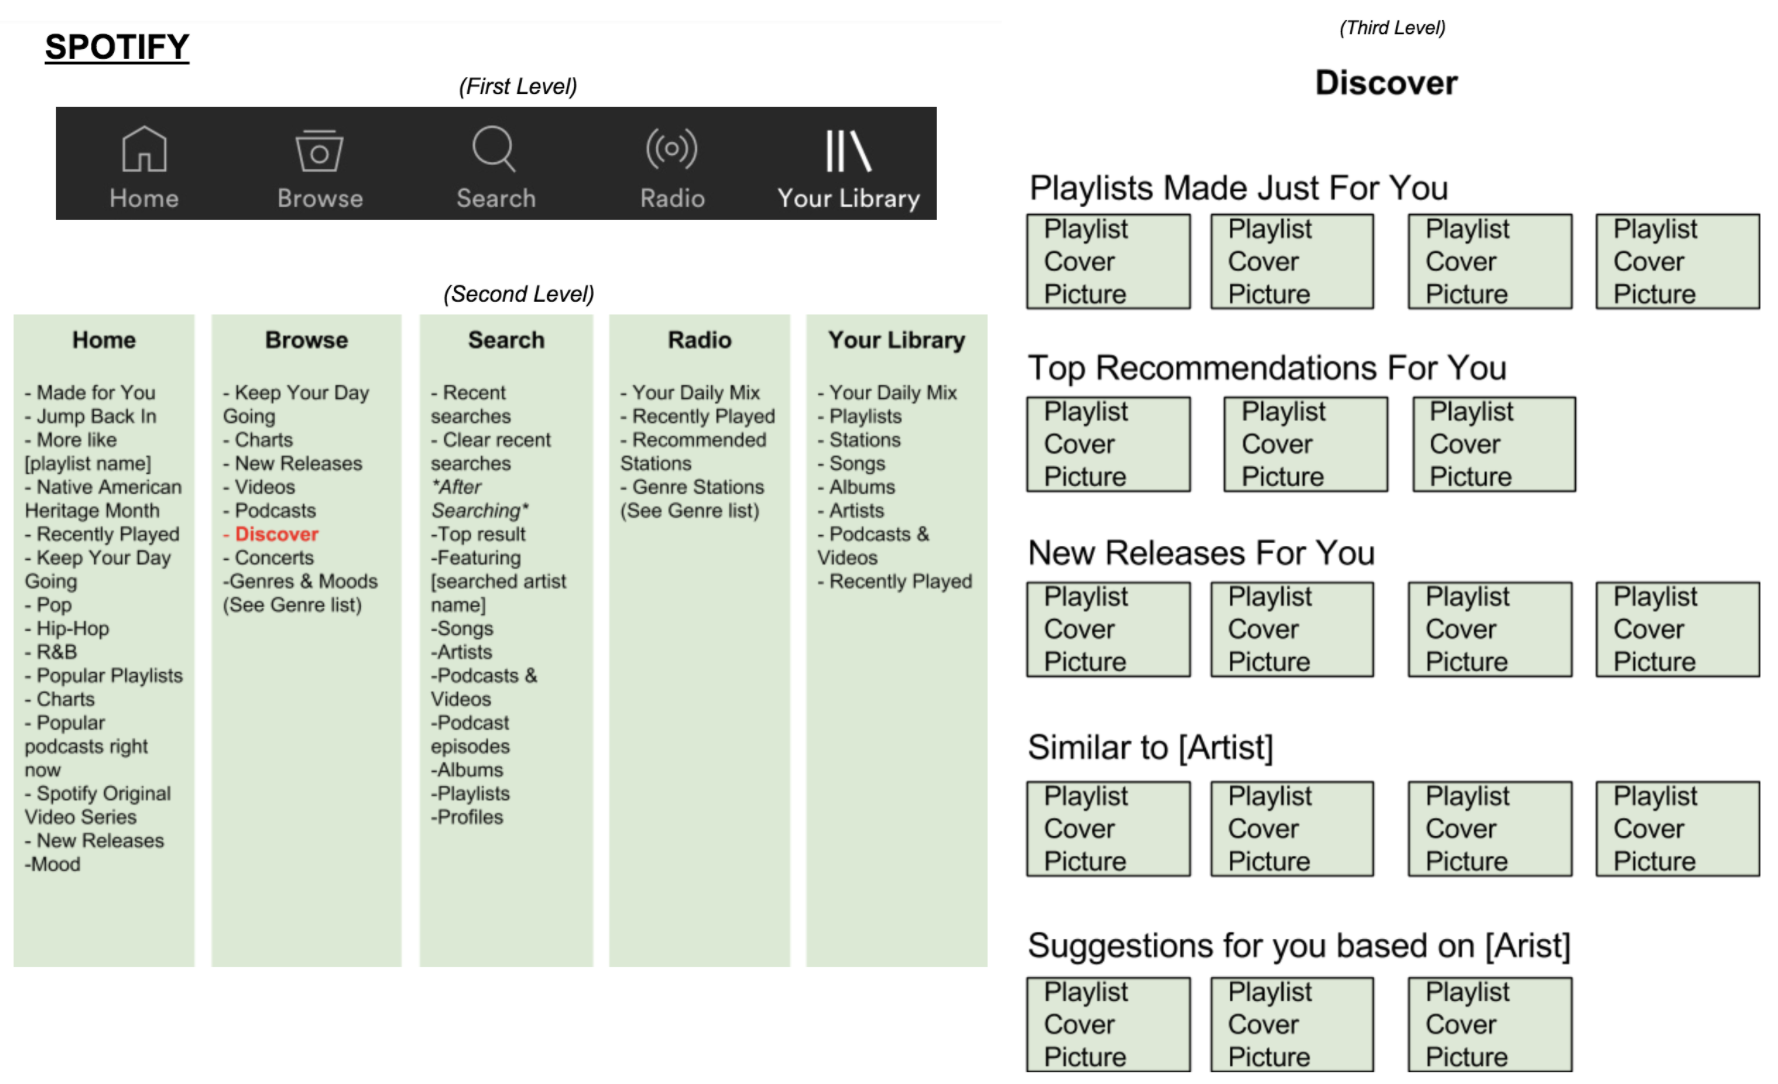 SPOTIFY
(First Level)
Home Browse Search Radio Your Library
(Second Level)
Home
- Made for You
- Jump Back In
- More like
[playlist name]
- Native American
Heritage Month
- Recently Played
- Keep Your Day
Going
- Pop
- Hip-Hop
- R&B
- Popular Playlists
- Charts
- Popular
podcasts right
now
- Spotify Original
Video Series
- New Releases
-Mood
Browse
- Keep Your Day
Going
- Charts
- New Releases
- Videos
- Podcasts
- Discover
- Concerts
-Genres & Moods
(See Genre list)
Search
- Recent
searches
- Clear recent
searches
*After
Searching*
-Top result
-Featuring
[searched artist
name]
-Songs
-Artists
-Podcasts &
Videos
-Podcast
episodes
-Albums
-Playlists
-Profiles
Radio
- Your Daily Mix
- Recently Played
- Recommended
Stations
- Genre Stations
(See Genre list)
Your Library
- Your Daily Mix
- Playlists
- Stations
- Songs
- Albums
- Artists
- Podcasts &
Videos
- Recently Played
(Third Level)
Discover
Playlists Made Just For You
Playlist Playlist Playlist Playlist
Cover Cover Cover Cover
Picture Picture Picture Picture
Top Recommendations For You
Playlist Playlist Playlist
Cover Cover Cover
Picture Picture Picture
New Releases For You
Playlist Playlist Playlist Playlist
Cover Cover Cover Cover
Picture Picture Picture Picture
Similar to [Artist]
Playlist Playlist Playlist Playlist
Cover Cover Cover Cover
Picture Picture Picture Picture
Suggestions for you based on [Arist]
Playlist Playlist Playlist
Cover Cover Cover
Picture Picture Picture